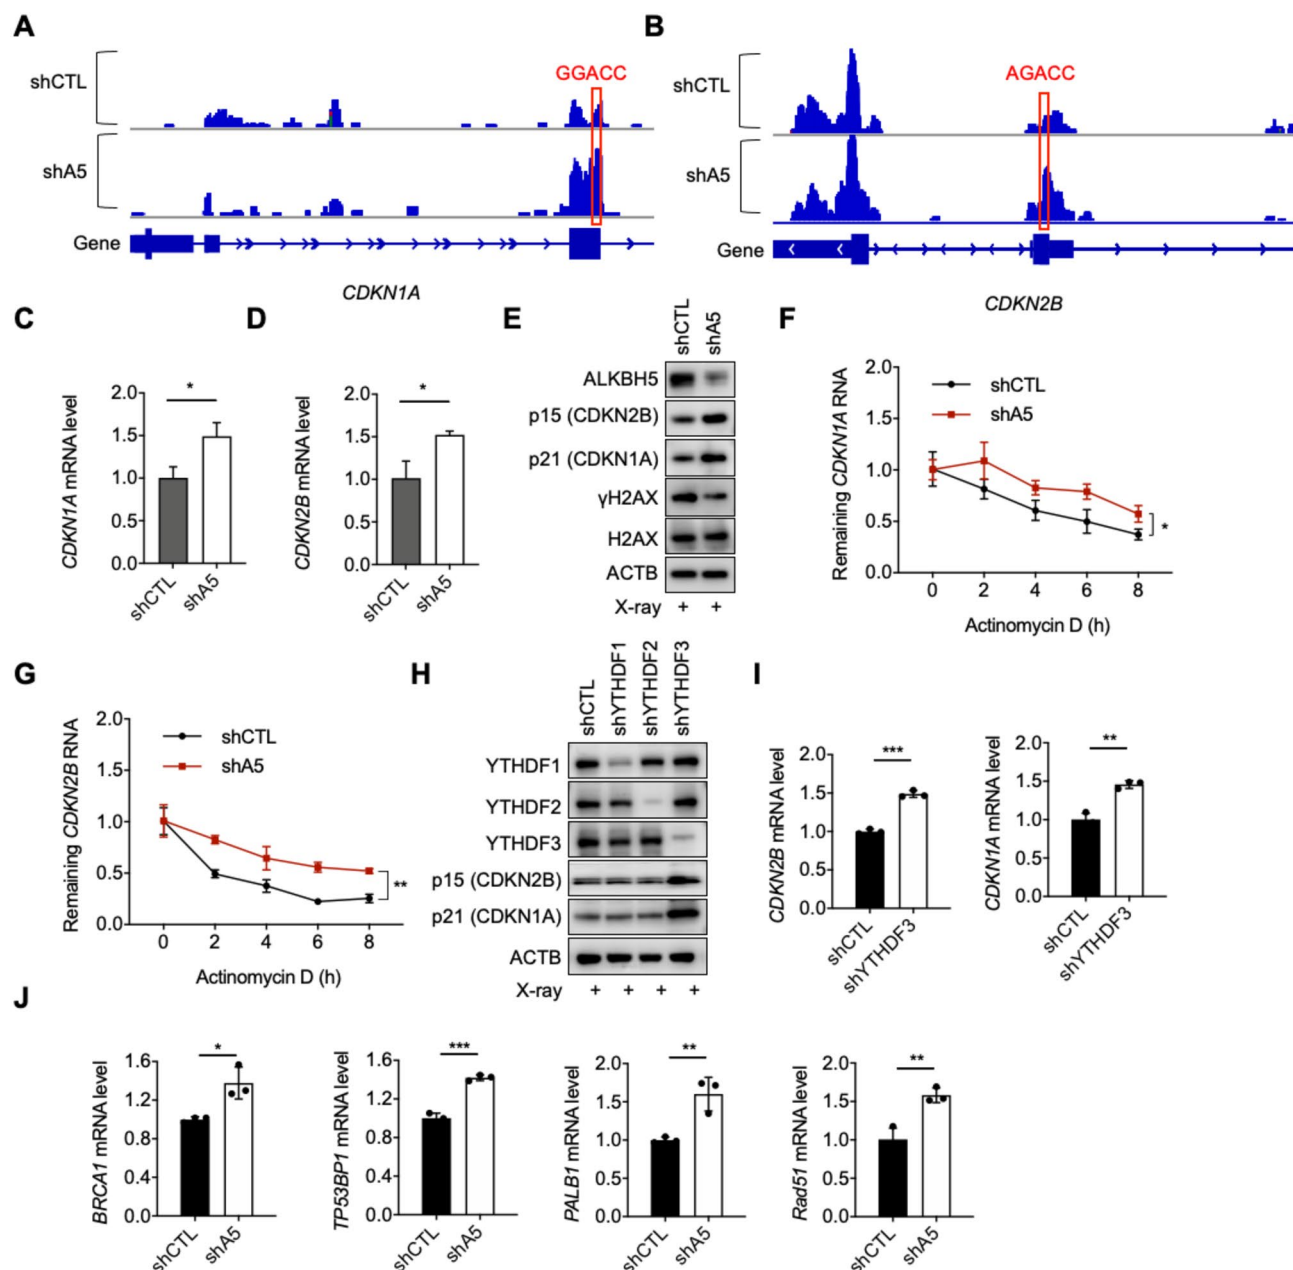 A
shCTL
GGACC
shA5
Gene
CDKN1A
B
shCTL
AGACC
shA5
Gene
CDKN2B
C
CDKN1A mRNA level
2.0
1.5
1.0
0.5
0.0
*
shCTL
shA5
D
CDKN2B mRNA level
2.0
1.5
1.0
0.5
0.0
*
shCTL
shA5
E
shCTL
shA5
ALKBH5
p15 (CDKN2B)
p21 (CDKN1A)
γH2AX
H2AX
ACTB
X-ray + +
F
Remaining CDKN1A RNA
2.0
1.5
1.0
0.5
0.0
shCTL
shA5
*
0 2 4 6 8
Actinomycin D (h)
G
Remaining CDKN2B RNA
2.0
1.5
1.0
0.5
0.0
shCTL
shA5
**
0 2 4 6 8
Actinomycin D (h)
H
shCTL
shYTHDF1
shYTHDF2
shYTHDF3
YTHDF1
YTHDF2
YTHDF3
p15 (CDKN2B)
p21 (CDKN1A)
ACTB
X-ray + + + +
I
CDKN2B mRNA level
2.0
1.5
1.0
0.5
0.0
***
shCTL
shYTHDF3
CDKN1A mRNA level
2.0
1.5
1.0
0.5
0.0
**
shCTL
shYTHDF3
J
BRCA1 mRNA level
1.6
1.2
0.8
0.4
0.0
*
shCTL
shA5
TP53BP1 mRNA level
1.6
1.2
0.8
0.4
0.0
***
shCTL
shA5
PALB1 mRNA level
2.0
1.5
1.0
0.5
0.0
**
shCTL
shA5
Rad51 mRNA level
2.0
1.5
1.0
0.5
0.0
**
shCTL
shA5